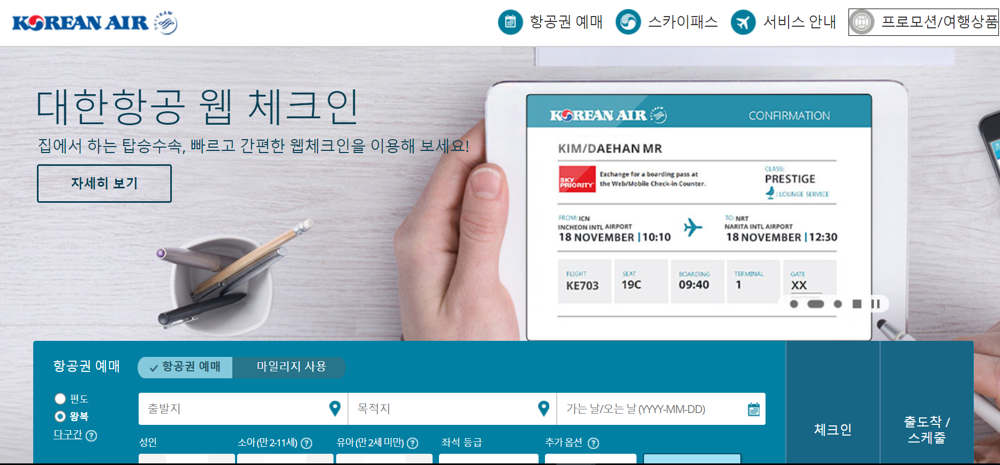 KOREAN AIR
SKYTEAM
항공권 예매
스카이패스
서비스 안내
프로모션/여행상품
대한항공 웹 체크인
집에서 하는 탑승수속, 빠르고 간편한 웹체크인을 이용해 보세요!
자세히 보기
KOREAN AIR
CONFIRMATION
KIM/DAEHAN MR
SKY
PRIORITY
Exchange for a boarding pass at
the Web/Mobile Check-in Counter.
CLASS:
PRESTIGE
: LOUNGE SERVICE
FROM: ICN
INCHEON INTL AIRPORT
18 NOVEMBER | 10:10
TO: NRT
NARITA INTL AIRPORT
18 NOVEMBER | 12:30
FLIGHT
KE703
SEAT
19C
BOARDING
09:40
TERMINAL
1
GATE
XX
항공권 예매
항공권 예매
마일리지 사용
편도
왕복
다구간 ?
출발지
목적지
가는 날/오는 날 (YYYY-MM-DD)
성인
소아 (만 2-11세) ?
유아 (만 2세 미만) ?
좌석 등급
추가 옵션 ?
체크인
출도착 /
스케줄